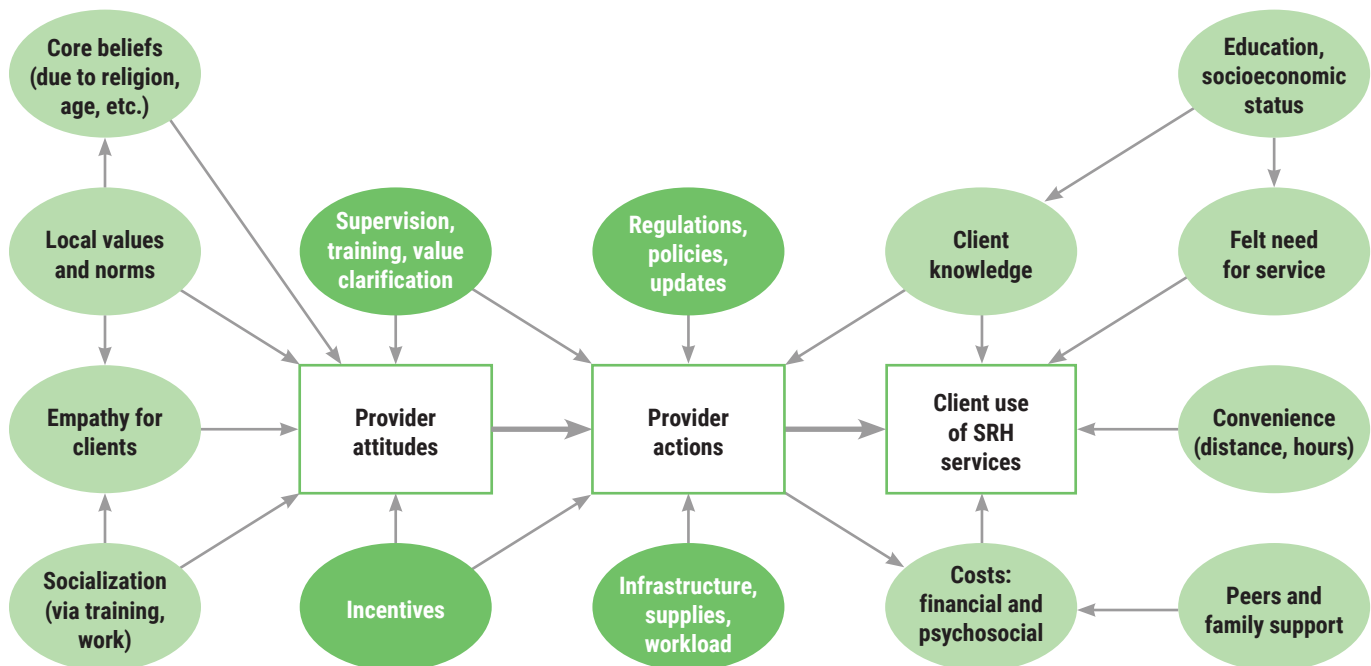 Core beliefs
(due to religion,
age, etc.)
Education,
socioeconomic
status
Local values
and norms
Supervision,
training, value
clarification
Regulations,
policies,
updates
Client
knowledge
Felt need
for service
Empathy for
clients
Provider
attitudes
Provider
actions
Client use
of SRH
services
Convenience
(distance, hours)
Socialization
(via training,
work)
Incentives
Infrastructure,
supplies,
workload
Costs:
financial and
psychosocial
Peers and
family support